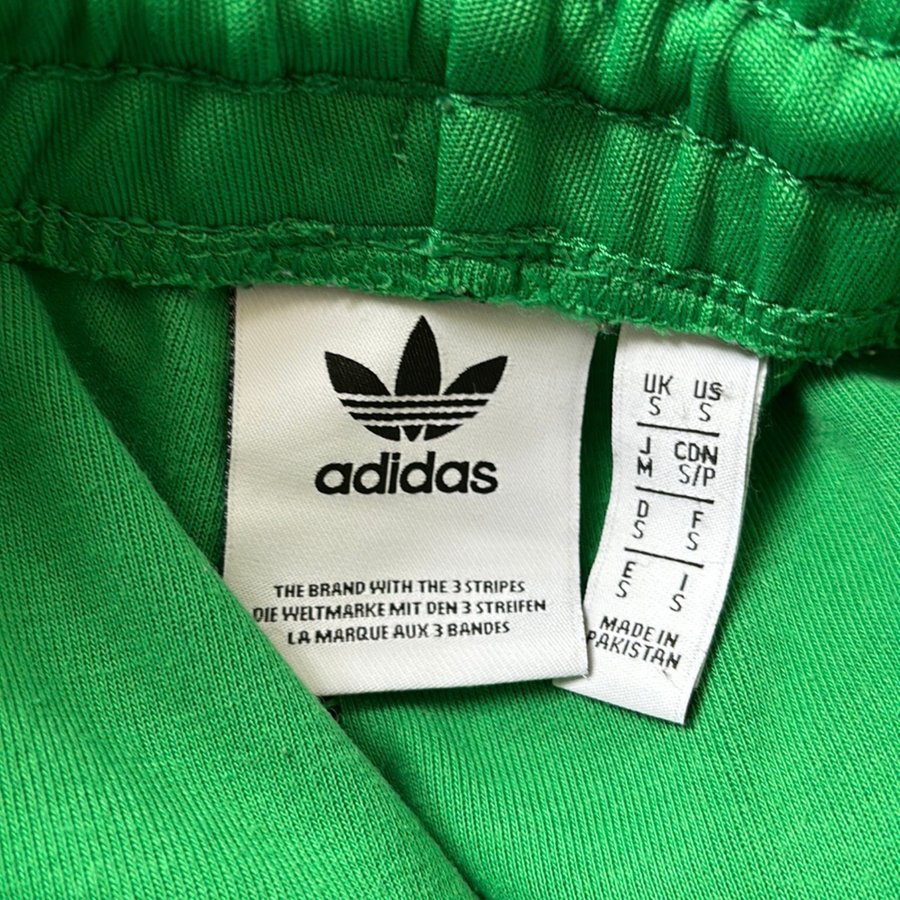 adidas
THE BRAND WITH THE 3 STRIPES
DIE WELTMARKE MIT DEN 3 STREIFEN
LA MARQUE AUX 3 BANDES
UK US
S S
J CDN
M S/P
D F
S S
E I
S S
MADE IN
PAKISTAN